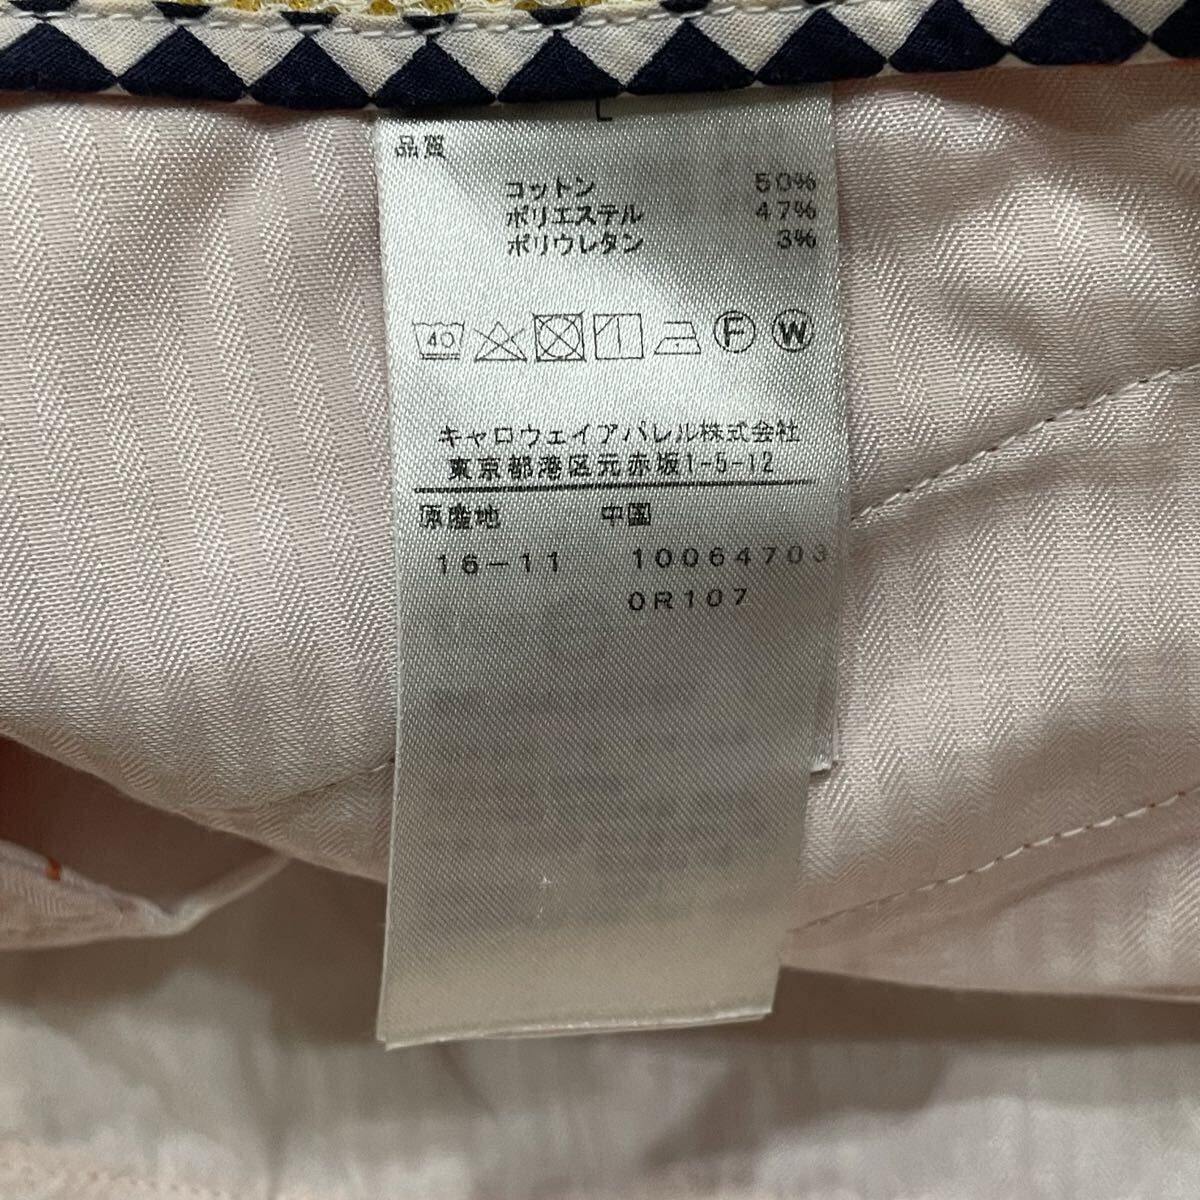 L
品質
コットン 50%
ポリエステル 47%
ポリウレタン 3%
40 F W
キャロウェイアパレル株式会社
東京都港区元赤坂1-5-12
原産地 中国
16-11 10064703
0R107